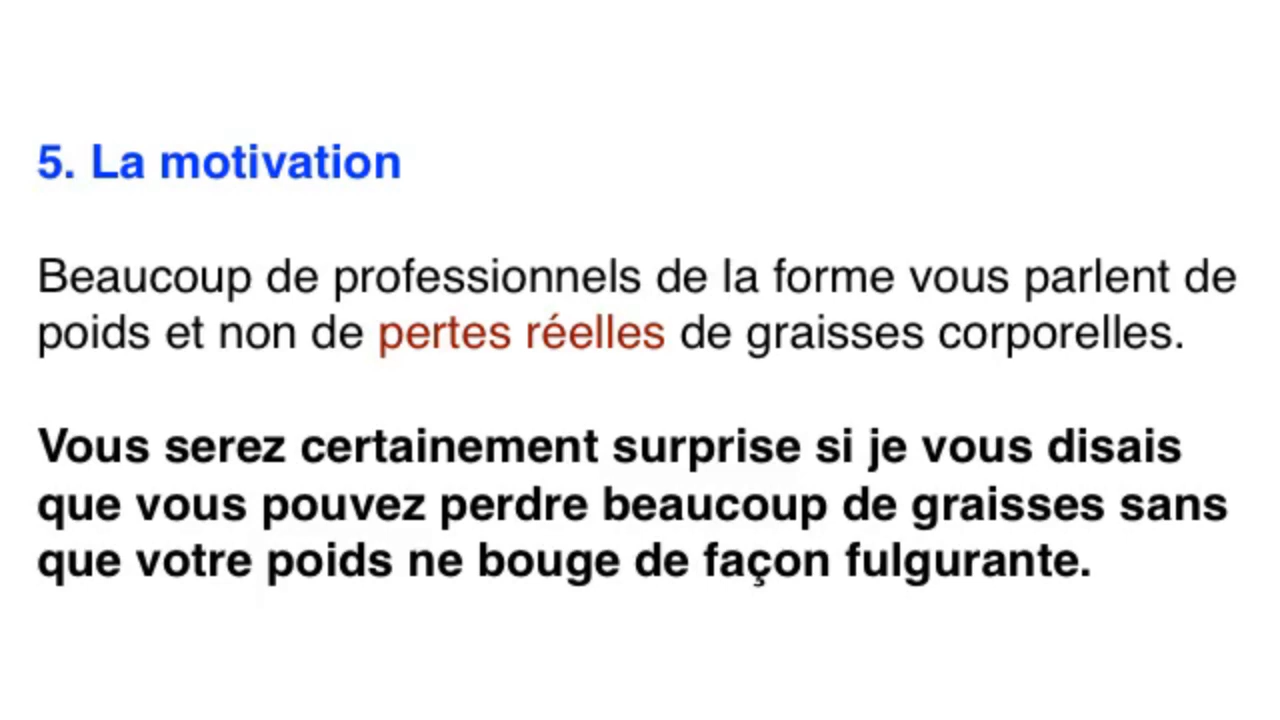 5. La motivation
Beaucoup de professionnels de la forme vous parlent de
poids et non de pertes réelles de graisses corporelles.
Vous serez certainement surprise si je vous disais
que vous pouvez perdre beaucoup de graisses sans
que votre poids ne bouge de façon fulgurante.